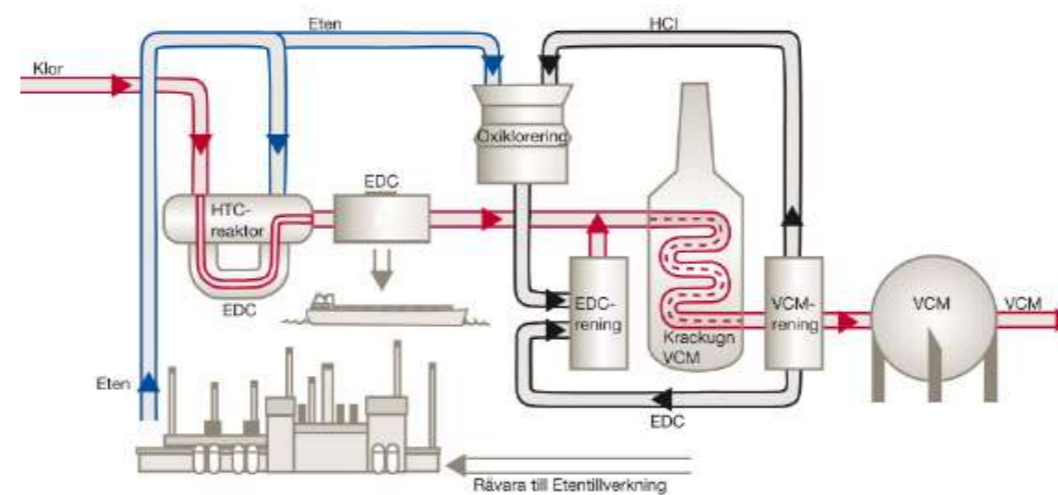 Eten
HCl
Klor
Oxiklorering
EDC
HTC-
reaktor
EDC
EDC-
rening
Krackugn
VCM
VCM-
rening
VCM
VCM
Eten
EDC
Råvara till Etentillverkning